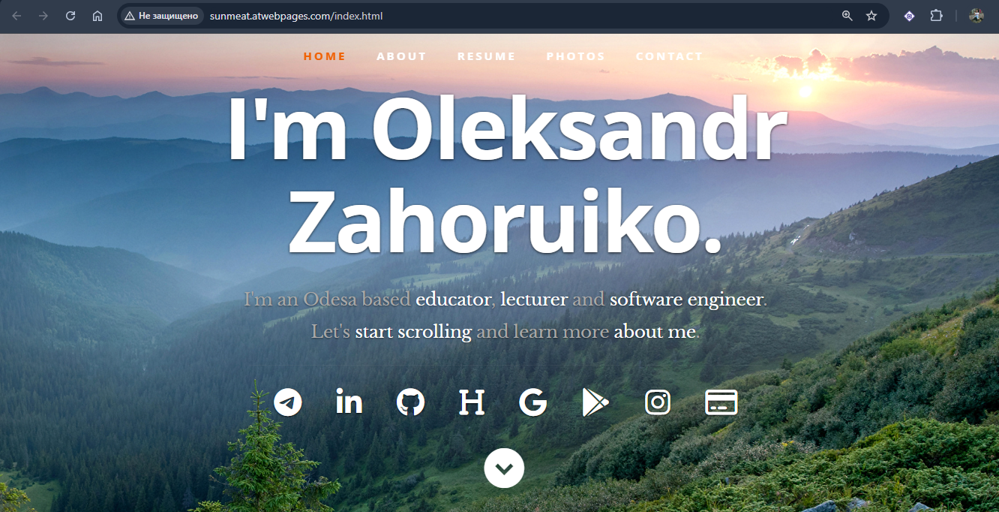 Не защищено sunmeat.atwebpages.com/index.html
HOME ABOUT RESUME PHOTOS CONTACT
I'm Oleksandr
Zahoruiko.
I'm an Odesa based educator, lecturer and software engineer.
Let's start scrolling and learn more about me.